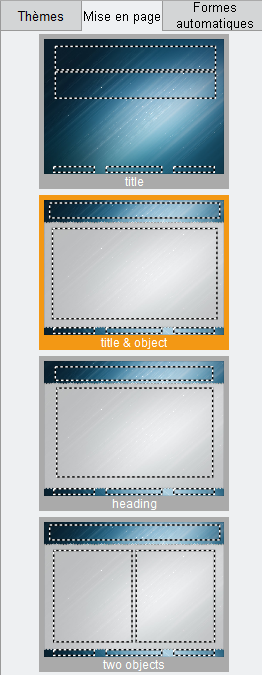 Thèmes
Mise en page
Formes
automatiques
title
title & object
heading
two objects